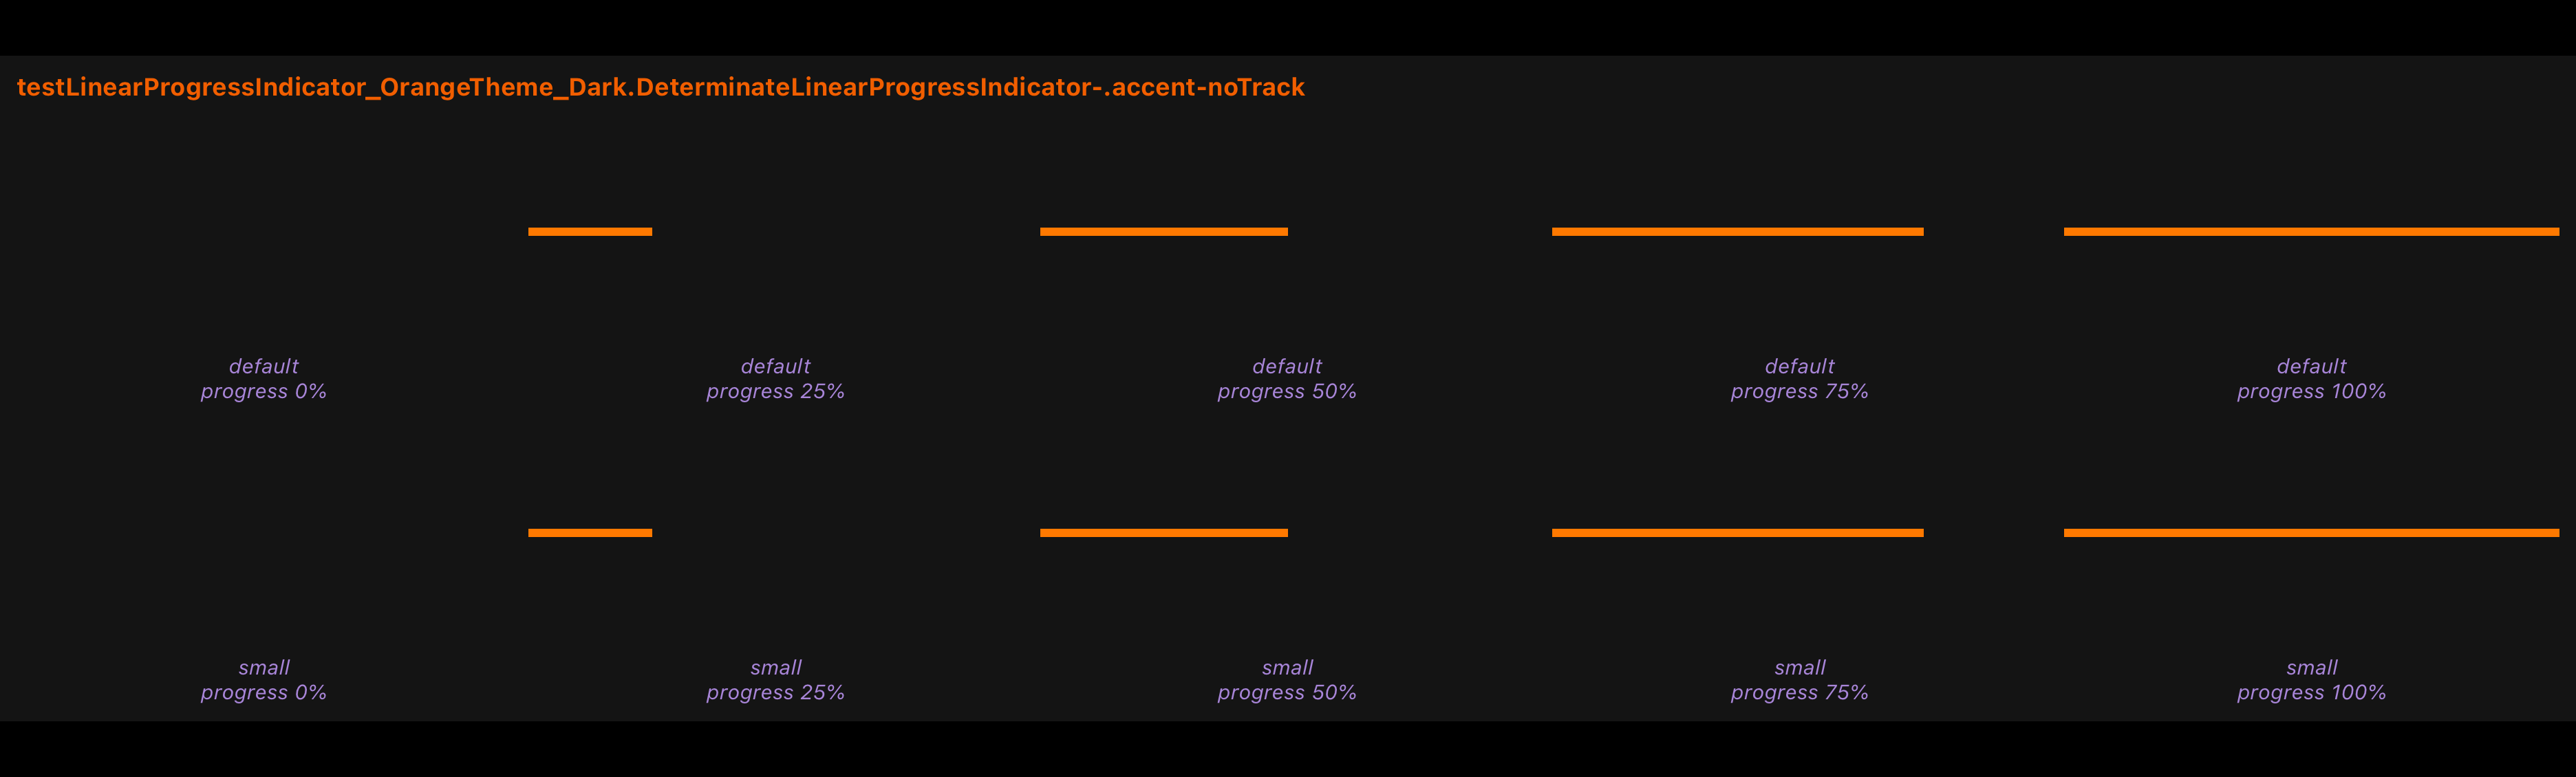 testLinearProgressIndicator_OrangeTheme_Dark.DeterminateLinearProgressIndicator-.accent-noTrack
default
progress 0%
default
progress 25%
default
progress 50%
default
progress 75%
default
progress 100%
small
progress 0%
small
progress 25%
small
progress 50%
small
progress 75%
small
progress 100%